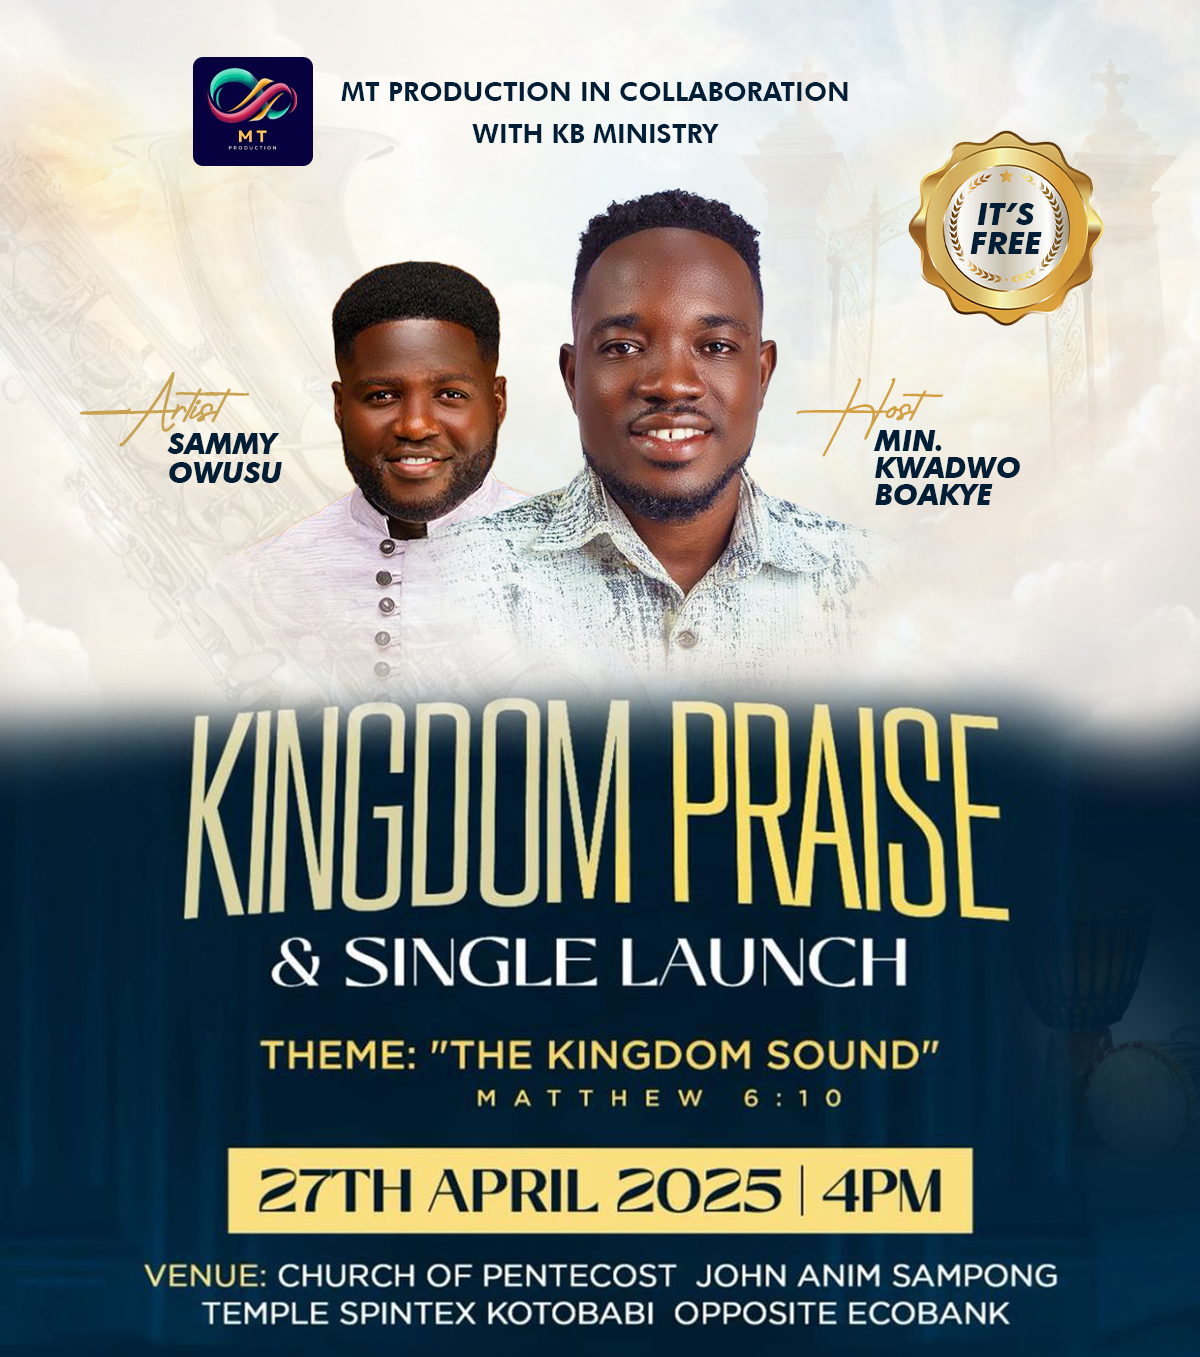 MT
PRODUCTION
MT PRODUCTION IN COLLABORATION
WITH KB MINISTRY
IT'S
FREE
Artist
SAMMY
OWUSU
Host
MIN.
KWADWO
BOAKYE
KINGDOM PRAISE
& SINGLE LAUNCH
THEME: "THE KINGDOM SOUND"
MATTHEW 6:10
27TH APRIL 2025 | 4PM
VENUE: CHURCH OF PENTECOST JOHN ANIM SAMPONG
TEMPLE SPINTEX KOTOBABI OPPOSITE ECOBANK